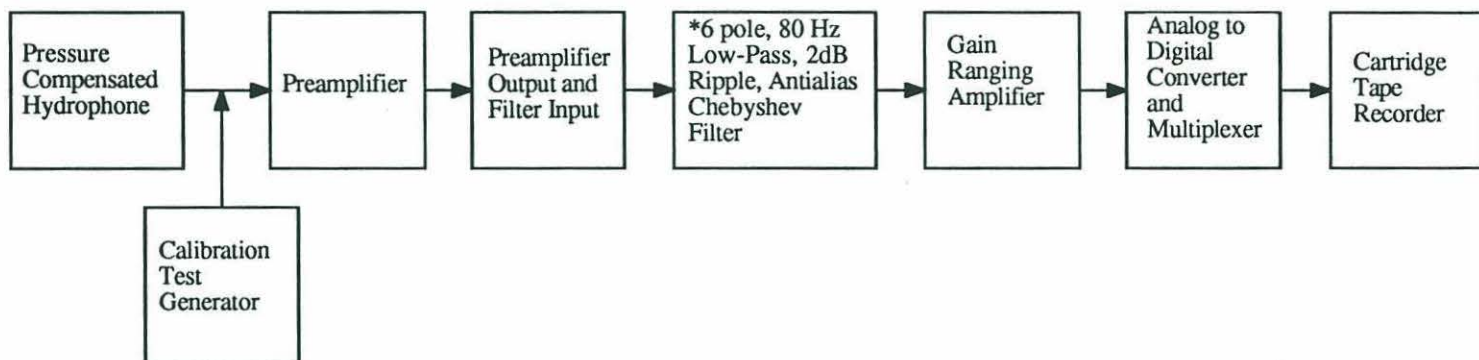 Pressure
Compensated
Hydrophone
Preamplifier
Preamplifier
Output and
Filter Input
*6 pole, 80 Hz
Low-Pass, 2dB
Ripple, Antialias
Chebyshev
Filter
Gain
Ranging
Amplifier
Analog to
Digital
Converter
and
Multiplexer
Cartridge
Tape
Recorder
Calibration
Test
Generator